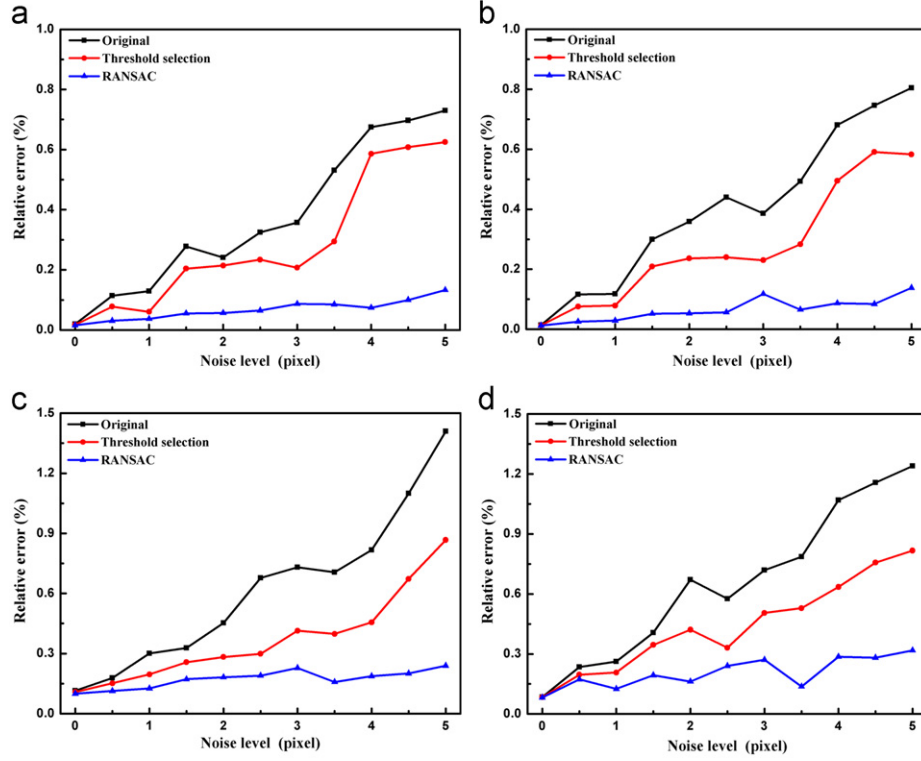 a
1.0
0.8
0.6
0.4
0.2
0.0
Relative error (%)
Original
Threshold selection
RANSAC
0 1 2 3 4 5
Noise level (pixel)
b
1.0
0.8
0.6
0.4
0.2
0.0
Relative error (%)
Original
Threshold selection
RANSAC
0 1 2 3 4 5
Noise level (pixel)
c
1.5
1.2
0.9
0.6
0.3
0.0
Relative error (%)
Original
Threshold selection
RANSAC
0 1 2 3 4 5
Noise level (pixel)
d
1.5
1.2
0.9
0.6
0.3
0.0
Relative error (%)
Original
Threshold selection
RANSAC
0 1 2 3 4 5
Noise level (pixel)